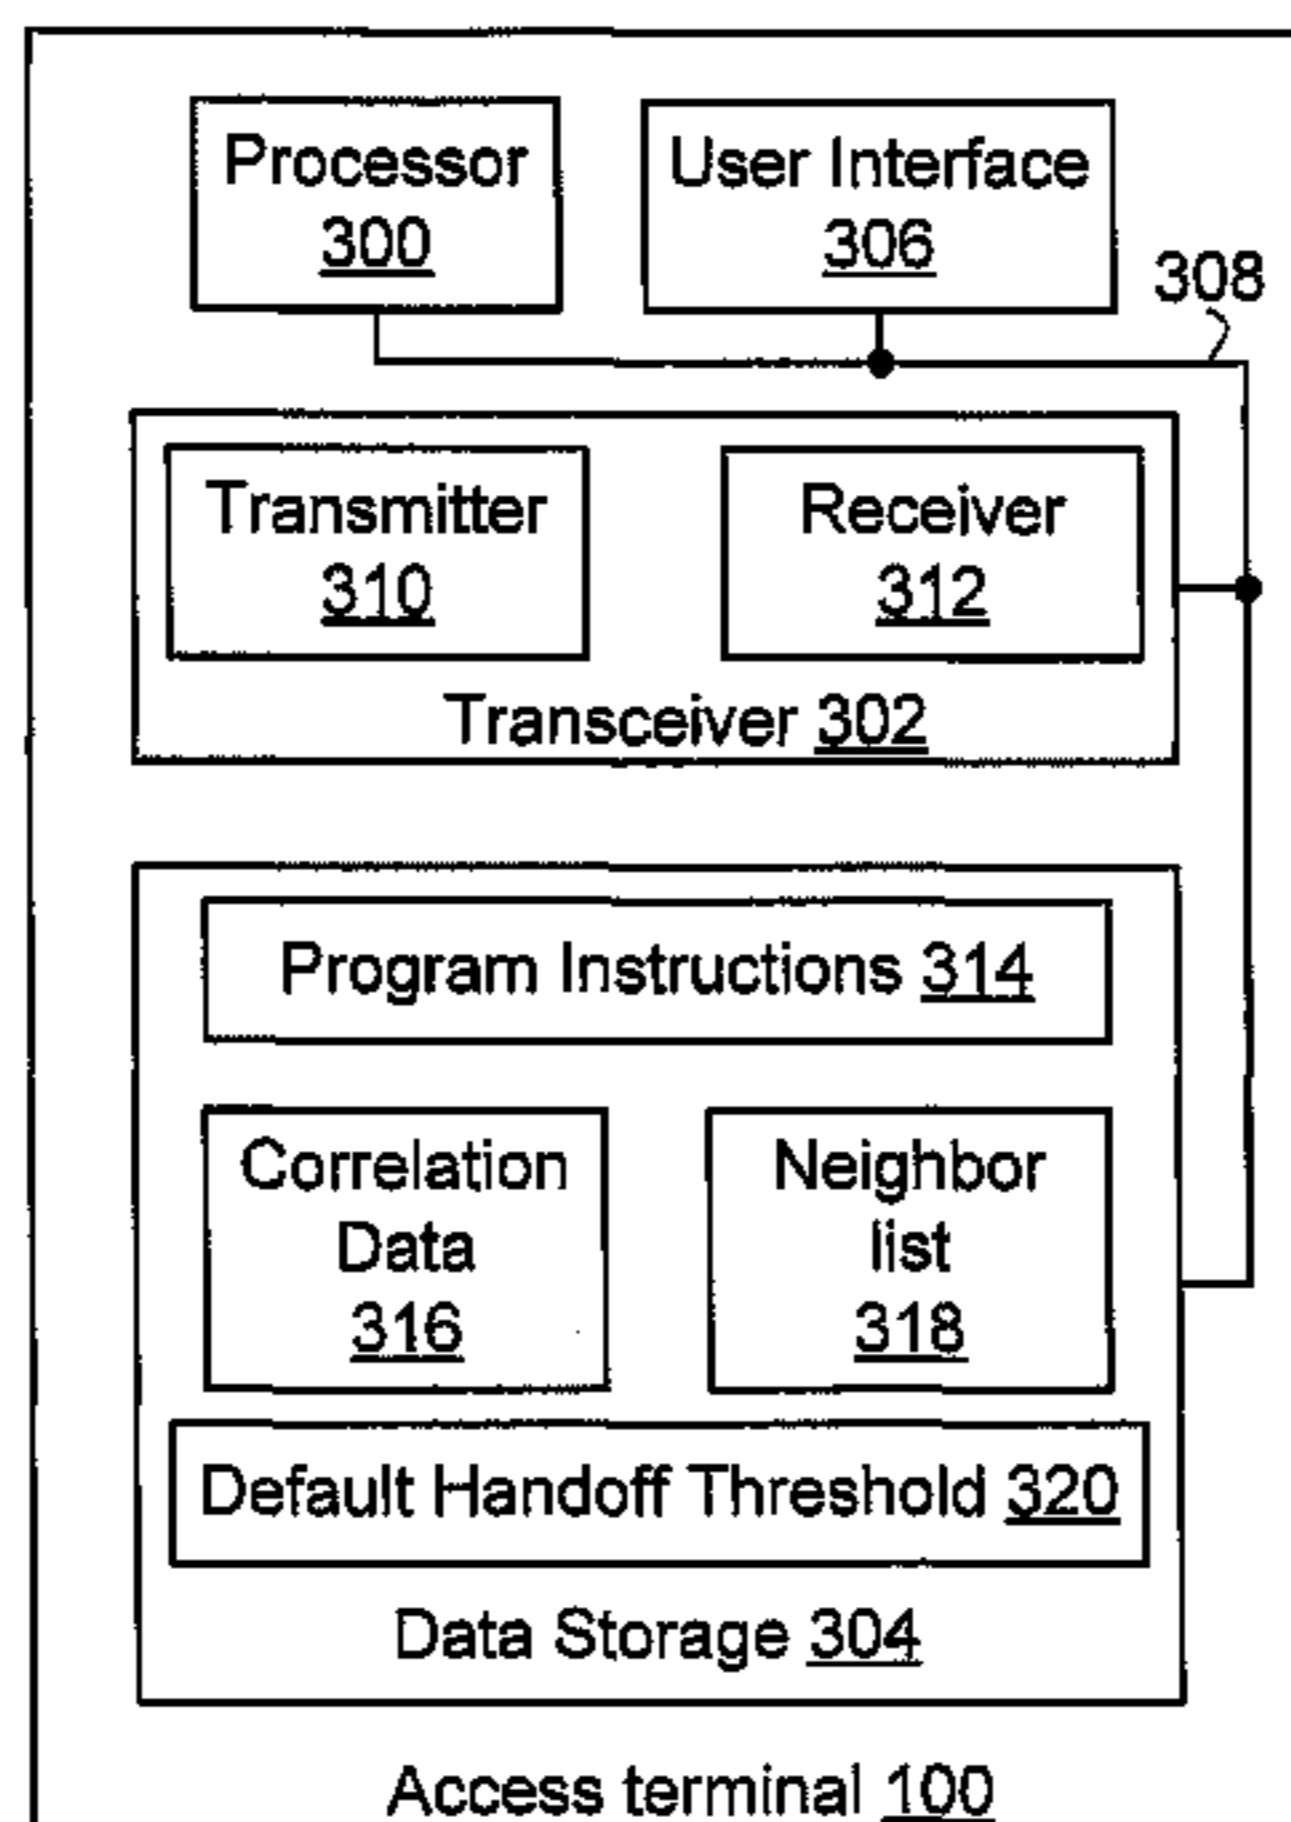 Processor
300
User Interface
306
308
Transmitter
310
Receiver
312
Transceiver 302
Program Instructions 314
Correlation
Data
316
Neighbor
list
318
Default Handoff Threshold 320
Data Storage 304
Access terminal 100